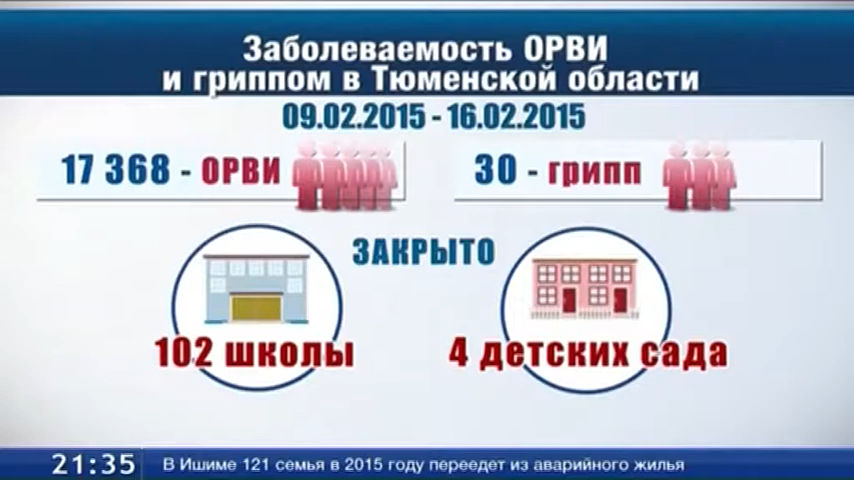 Заболеваемость ОРВИ
и гриппом в Тюменской области
09.02.2015 - 16.02.2015
17 368 - ОРВИ
30 - грипп
ЗАКРЫТО
102 школы
4 детских сада
21:35 В Ишиме 121 семья в 2015 году переедет из аварийного жилья